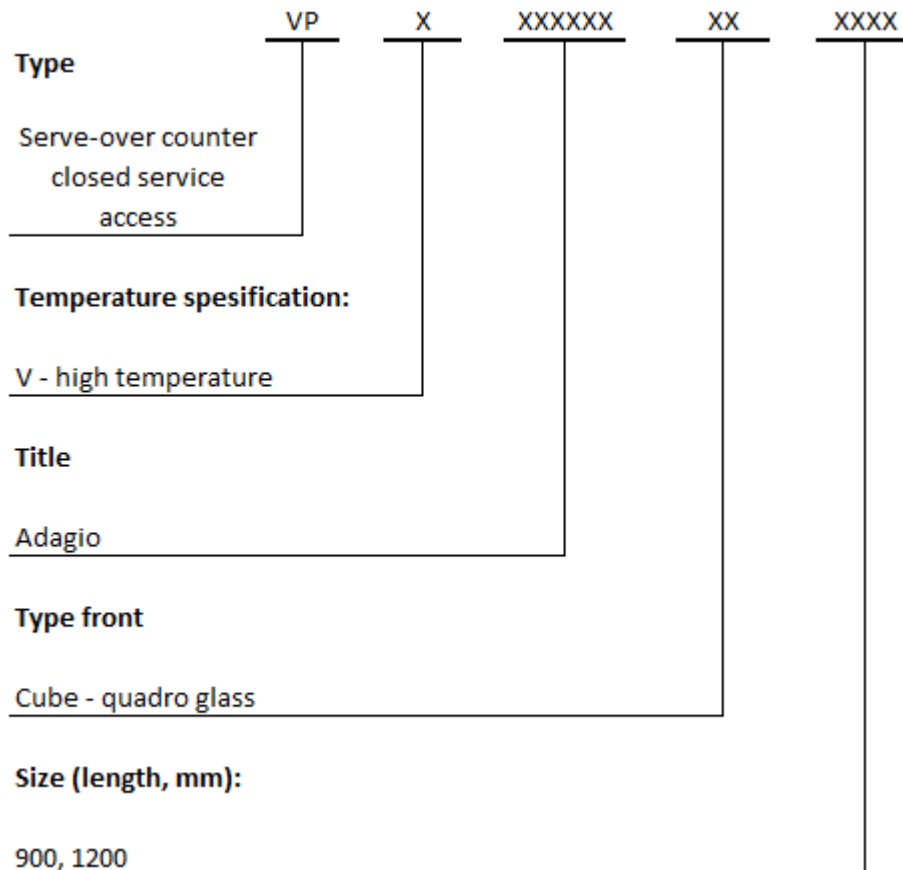 VP X XXXXXX XX XXXX
Type
Serve-over counter
closed service
access
Temperature spesification:
V - high temperature
Title
Adagio
Type front
Cube - quadro glass
Size (length, mm):
900, 1200